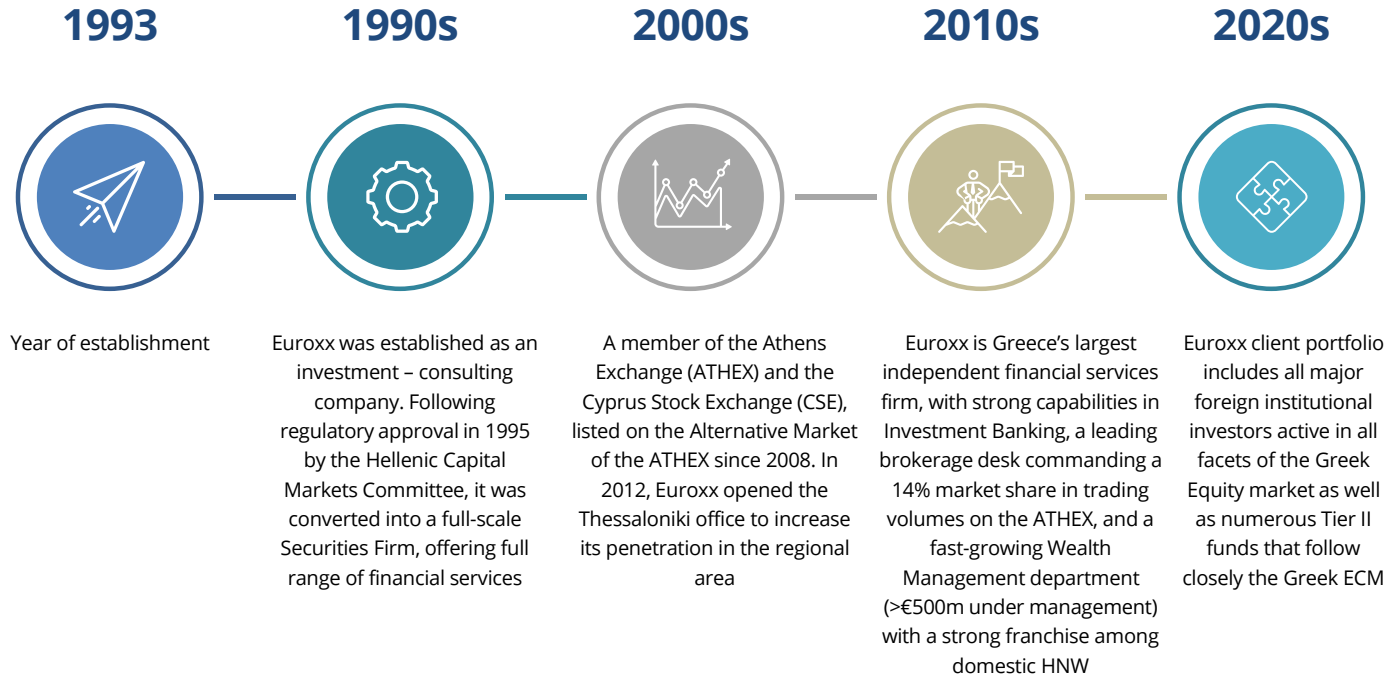 1993
Year of establishment
1990s
Euroxx was established as an
investment – consulting
company. Following
regulatory approval in 1995
by the Hellenic Capital
Markets Committee, it was
converted into a full-scale
Securities Firm, offering full
range of financial services
2000s
A member of the Athens
Exchange (ATHEX) and the
Cyprus Stock Exchange (CSE),
listed on the Alternative Market
of the ATHEX since 2008. In
2012, Euroxx opened the
Thessaloniki office to increase
its penetration in the regional
area
2010s
Euroxx is Greece’s largest
independent financial services
firm, with strong capabilities in
Investment Banking, a leading
brokerage desk commanding a
14% market share in trading
volumes on the ATHEX, and a
fast-growing Wealth
Management department
(>€500m under management)
with a strong franchise among
domestic HNW
2020s
Euroxx client portfolio
includes all major
foreign institutional
investors active in all
facets of the Greek
Equity market as well
as numerous Tier II
funds that follow
closely the Greek ECM